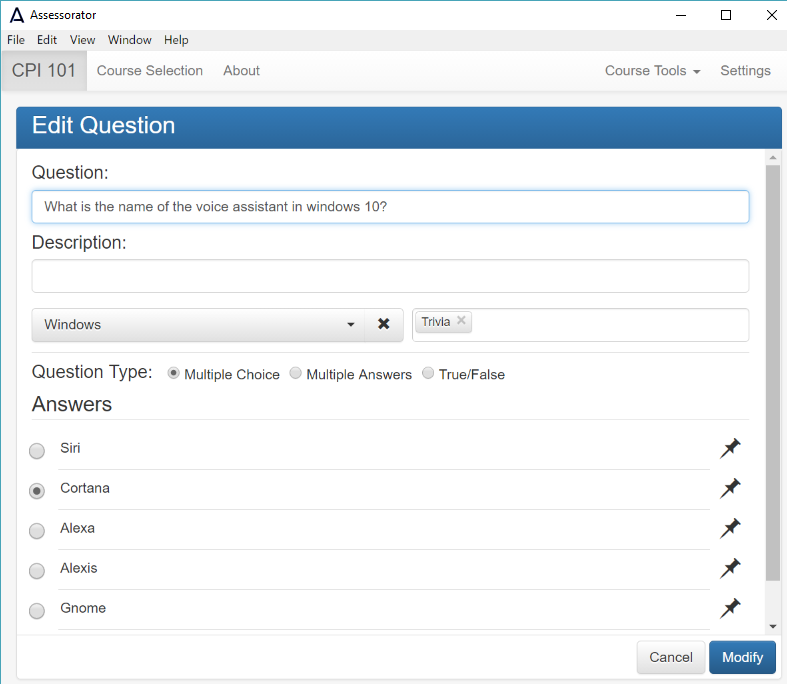 Assessorator
File Edit View Window Help
CPI 101 Course Selection About Course Tools Settings
Edit Question
Question:
What is the name of the voice assistant in windows 10?
Description:
Windows Trivia
Question Type: Multiple Choice Multiple Answers True/False
Answers
Siri
Cortana
Alexa
Alexis
Gnome
Cancel Modify